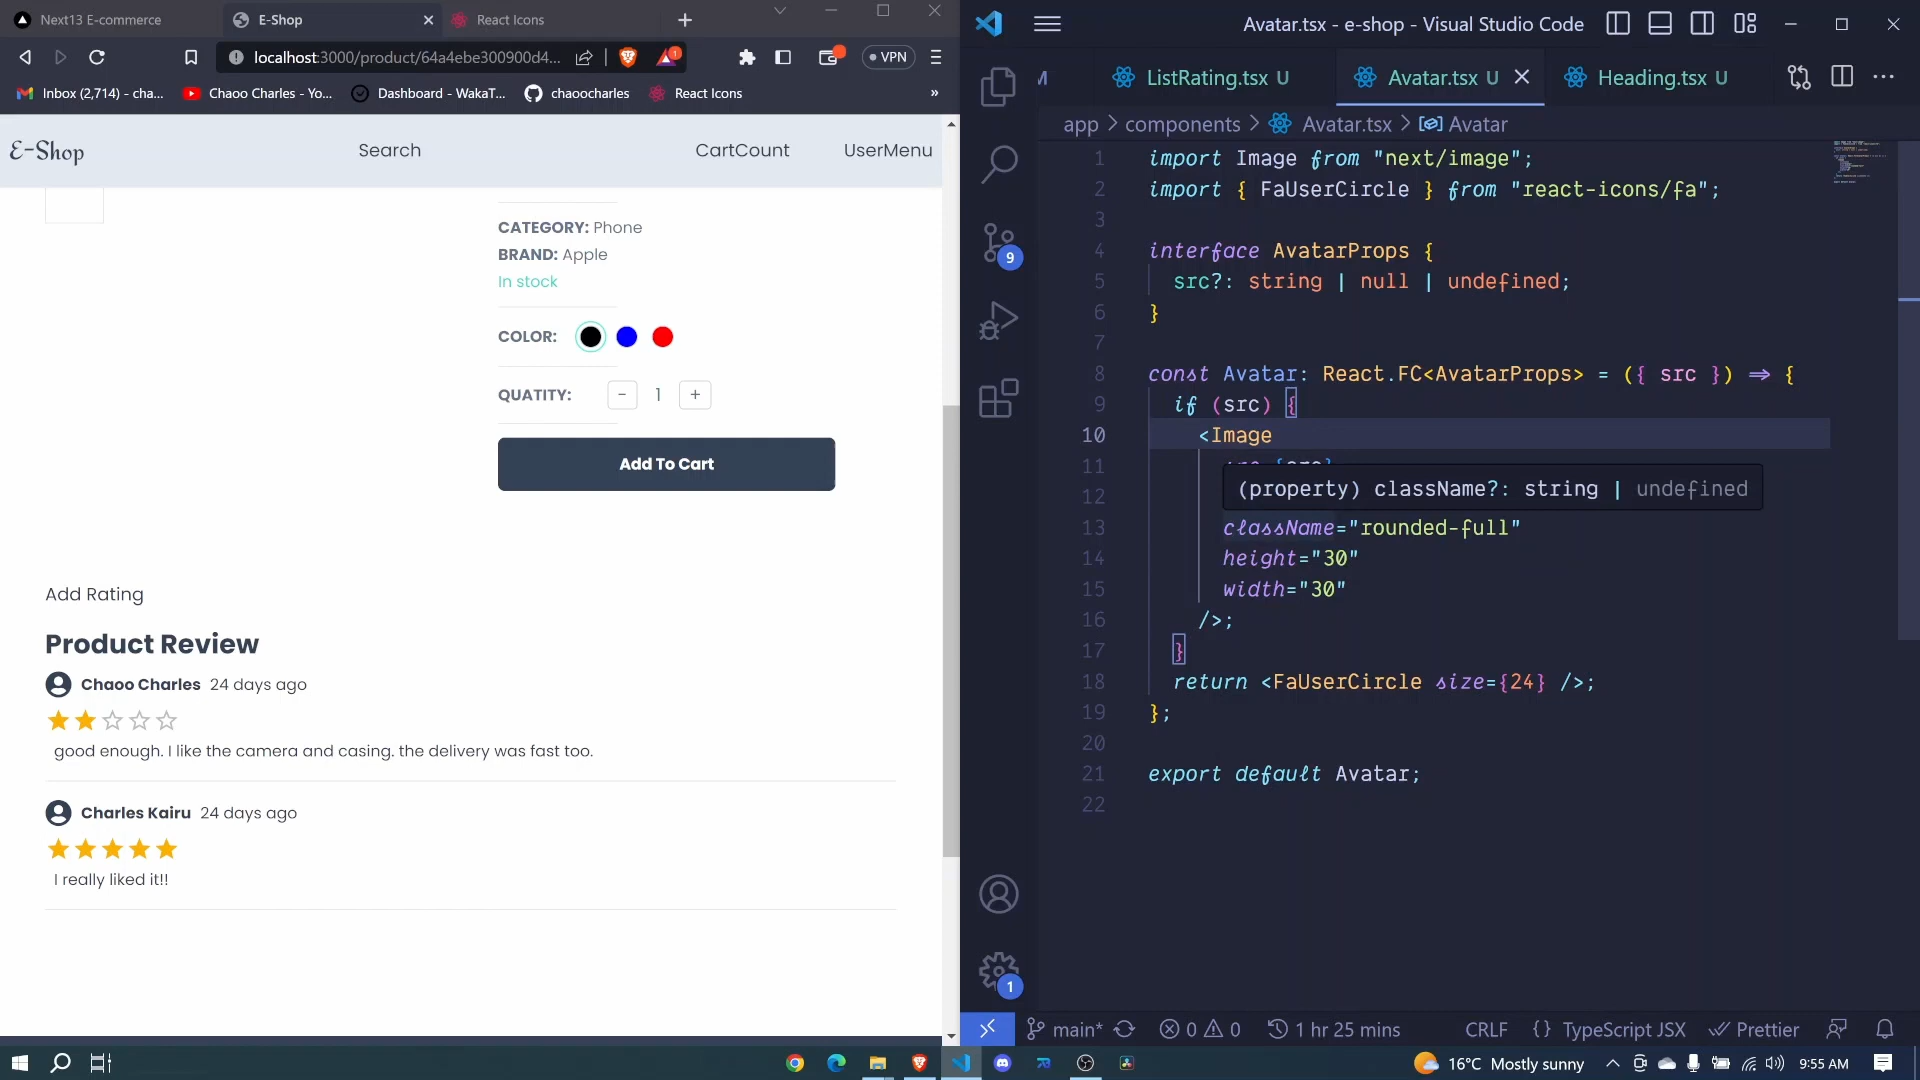 Next13 E-commerce
E-Shop
React Icons
localhost:3000/product/64a4ebe300900d4...
1
VPN
Inbox (2,714) - cha...
Chaoo Charles - Yo...
Dashboard - WakaT...
chaoocharles
React Icons
»
E-Shop
Search
CartCount
UserMenu
CATEGORY: Phone
BRAND: Apple
In stock
COLOR:
QUATITY:
-
1
+
Add To Cart
Add Rating
Product Review
Chaoo Charles 24 days ago
good enough. I like the camera and casing. the delivery was fast too.
Charles Kairu 24 days ago
I really liked it!!
Avatar.tsx - e-shop - Visual Studio Code
ListRating.tsx U
Avatar.tsx U
Heading.tsx U
app > components > Avatar.tsx > Avatar
9
1
1 import Image from "next/image";
2 import { FaUserCircle } from "react-icons/fa";
3
4 interface AvatarProps {
5 src?: string | null | undefined;
6 }
7
8 const Avatar: React.FC<AvatarProps> = ({ src }) => {
9 if (src) {
10 <Image
11
(property) className?: string | undefined
12
13 className="rounded-full"
14 height="30"
15 width="30"
16 />;
17 }
18 return <FaUserCircle size={24} />;
19 };
20
21 export default Avatar;
22
main*
0
0
1 hr 25 mins
CRLF
{} TypeScript JSX
Prettier
16°C Mostly sunny
9:55 AM